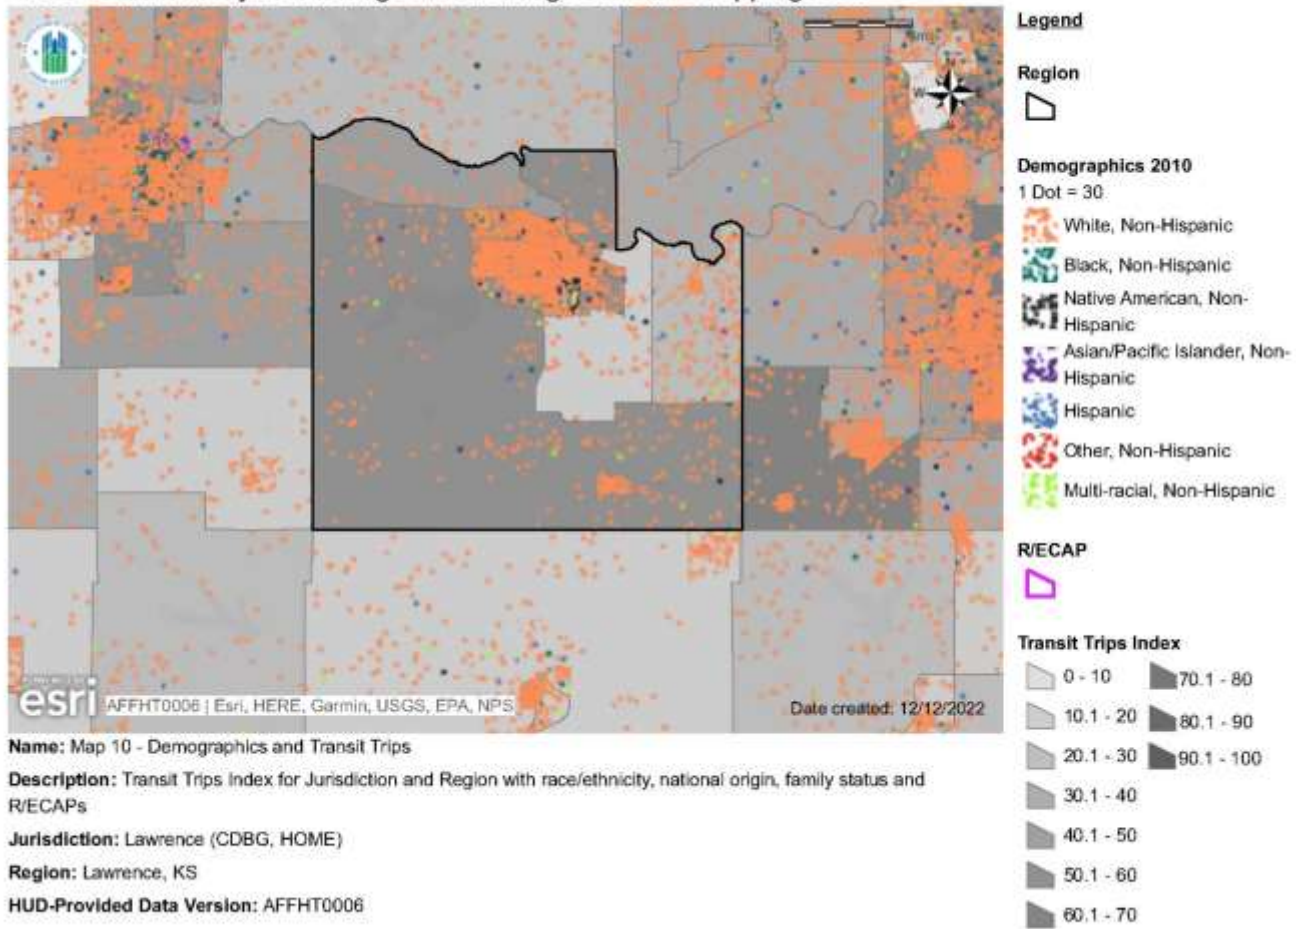 0 3 6mi
W
Date created: 12/12/2022
esri
AFFHT0006 | Esri, HERE, Garmin, USGS, EPA, NPS
Name: Map 10 - Demographics and Transit Trips
Description: Transit Trips Index for Jurisdiction and Region with race/ethnicity, national origin, family status and
R/ECAPs
Jurisdiction: Lawrence (CDBG, HOME)
Region: Lawrence, KS
HUD-Provided Data Version: AFFHT0006
Legend
Region
Demographics 2010
1 Dot = 30
White, Non-Hispanic
Black, Non-Hispanic
Native American, Non-
Hispanic
Asian/Pacific Islander, Non-
Hispanic
Hispanic
Other, Non-Hispanic
Multi-racial, Non-Hispanic
R/ECAP
Transit Trips Index
0 - 10
10.1 - 20
20.1 - 30
30.1 - 40
40.1 - 50
50.1 - 60
60.1 - 70
70.1 - 80
80.1 - 90
90.1 - 100